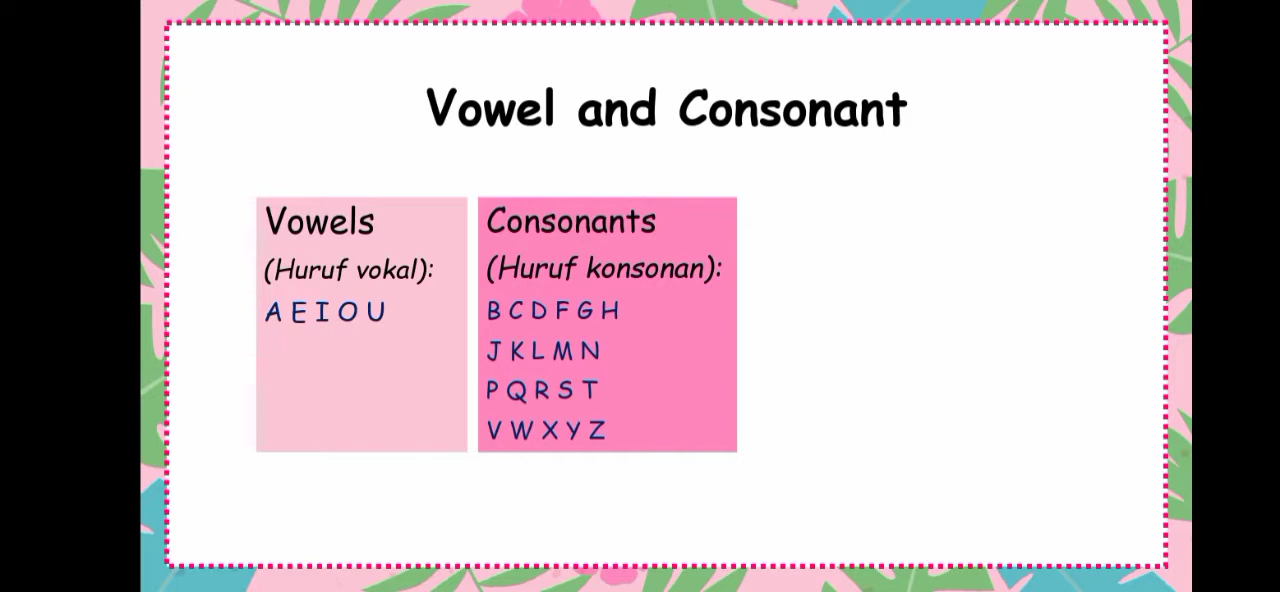 Vowel and Consonant
Vowels
(Huruf vokal):
A E I O U
Consonants
(Huruf konsonan):
B C D F G H
J K L M N
P Q R S T
V W X Y Z